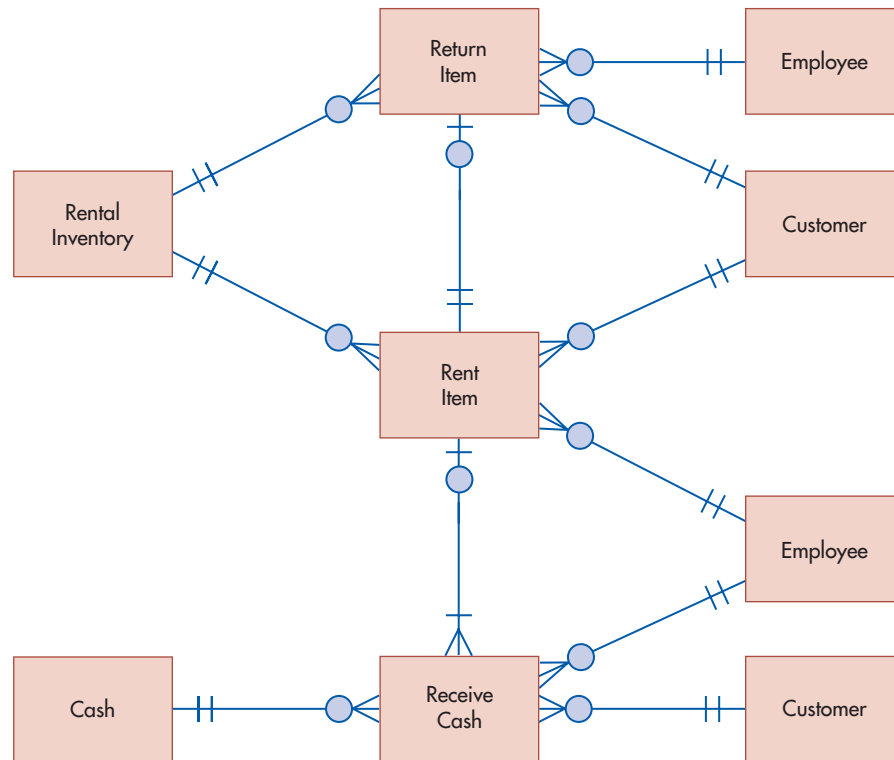 Return
Item
Employee
Rental
Inventory
Customer
Rent
Item
Employee
Cash
Receive
Cash
Customer